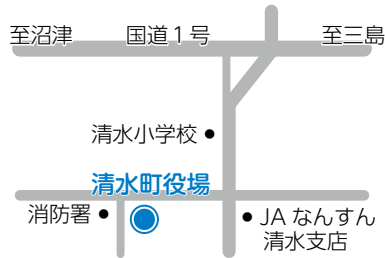 至沼津 国道1号 至三島
清水小学校
清水町役場
消防署
JA なんすん
清水支店